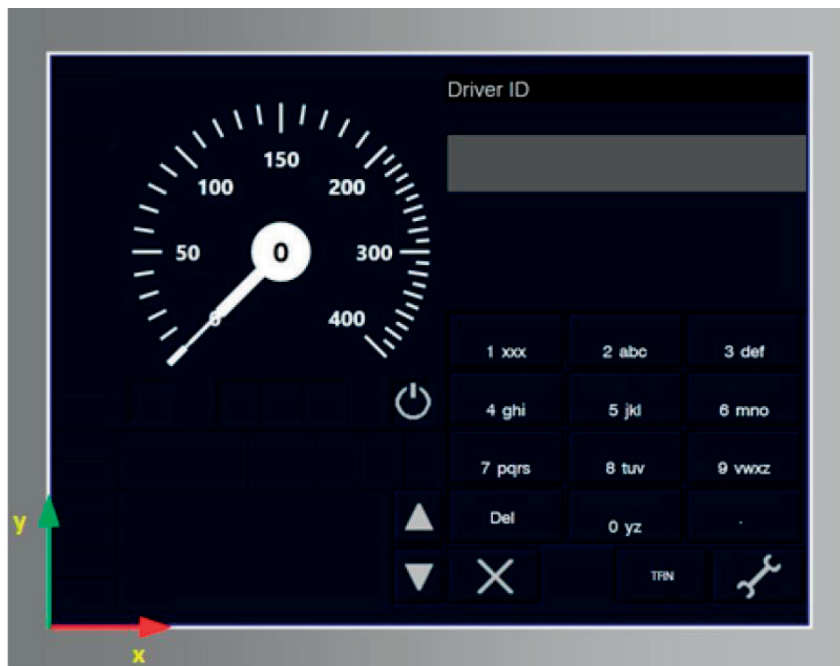 Driver ID
150
100 200
50 0 300
0 400
1 xxx 2 abc 3 def
4 ghi 5 jkl 6 mno
7 pqrs 8 tuv 9 vwxz
Del 0 yz .
TRN
y
x